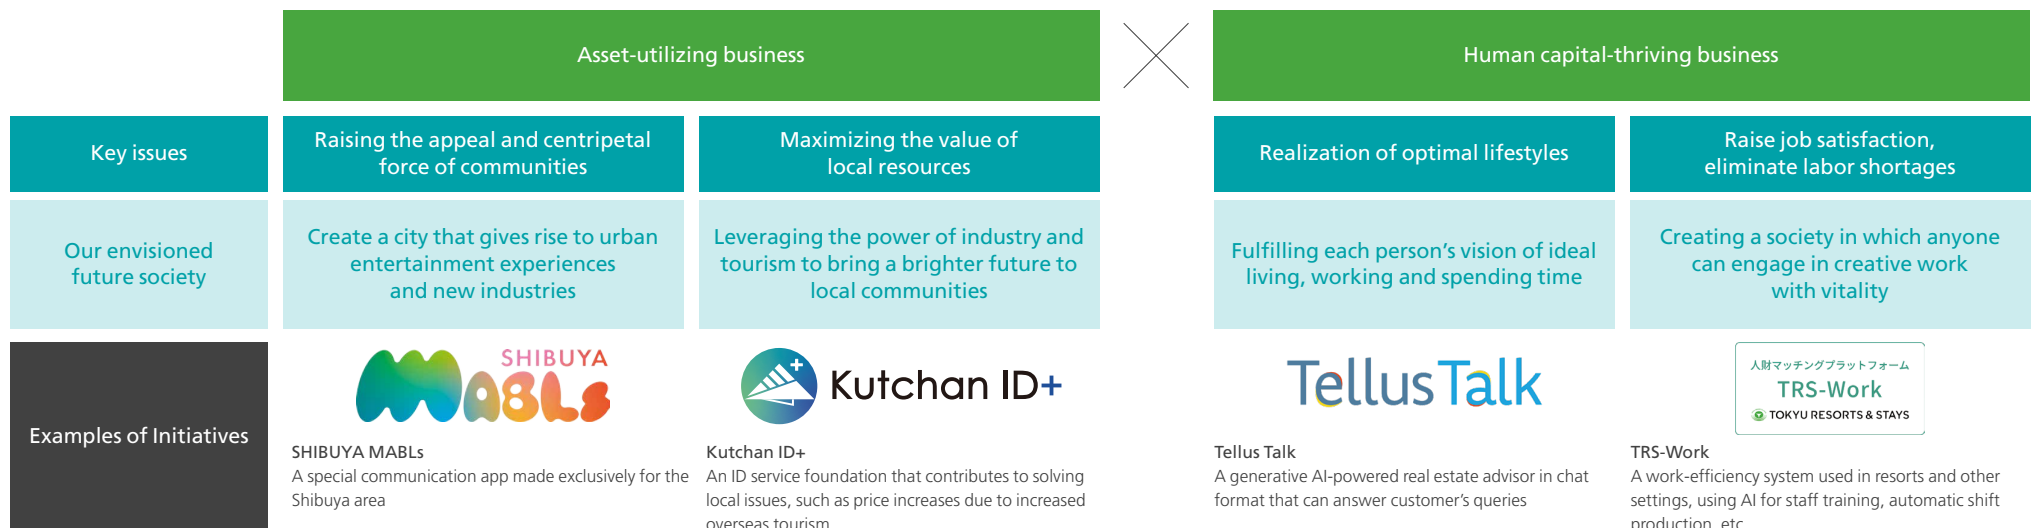 Asset-utilizing business
Human capital-thriving business
Key issues
Raising the appeal and centripetal
force of communities
Maximizing the value of
local resources
Realization of optimal lifestyles
Raise job satisfaction,
eliminate labor shortages
Our envisioned
future society
Create a city that gives rise to urban
entertainment experiences
and new industries
Leveraging the power of industry and
tourism to bring a brighter future to
local communities
Fulfilling each person's vision of ideal
living, working and spending time
Creating a society in which anyone
can engage in creative work
with vitality
Examples of Initiatives
SHIBUYA
MABLs
SHIBUYA MABLs
A special communication app made exclusively for the
Shibuya area
Kutchan ID+
Kutchan ID+
An ID service foundation that contributes to solving
local issues, such as price increases due to increased
overseas tourism
Tellus Talk
Tellus Talk
A generative AI-powered real estate advisor in chat
format that can answer customer's queries
人財マッチングプラットフォーム
TRS-Work
TOKYU RESORTS & STAYS
TRS-Work
A work-efficiency system used in resorts and other
settings, using AI for staff training, automatic shift
production, etc.